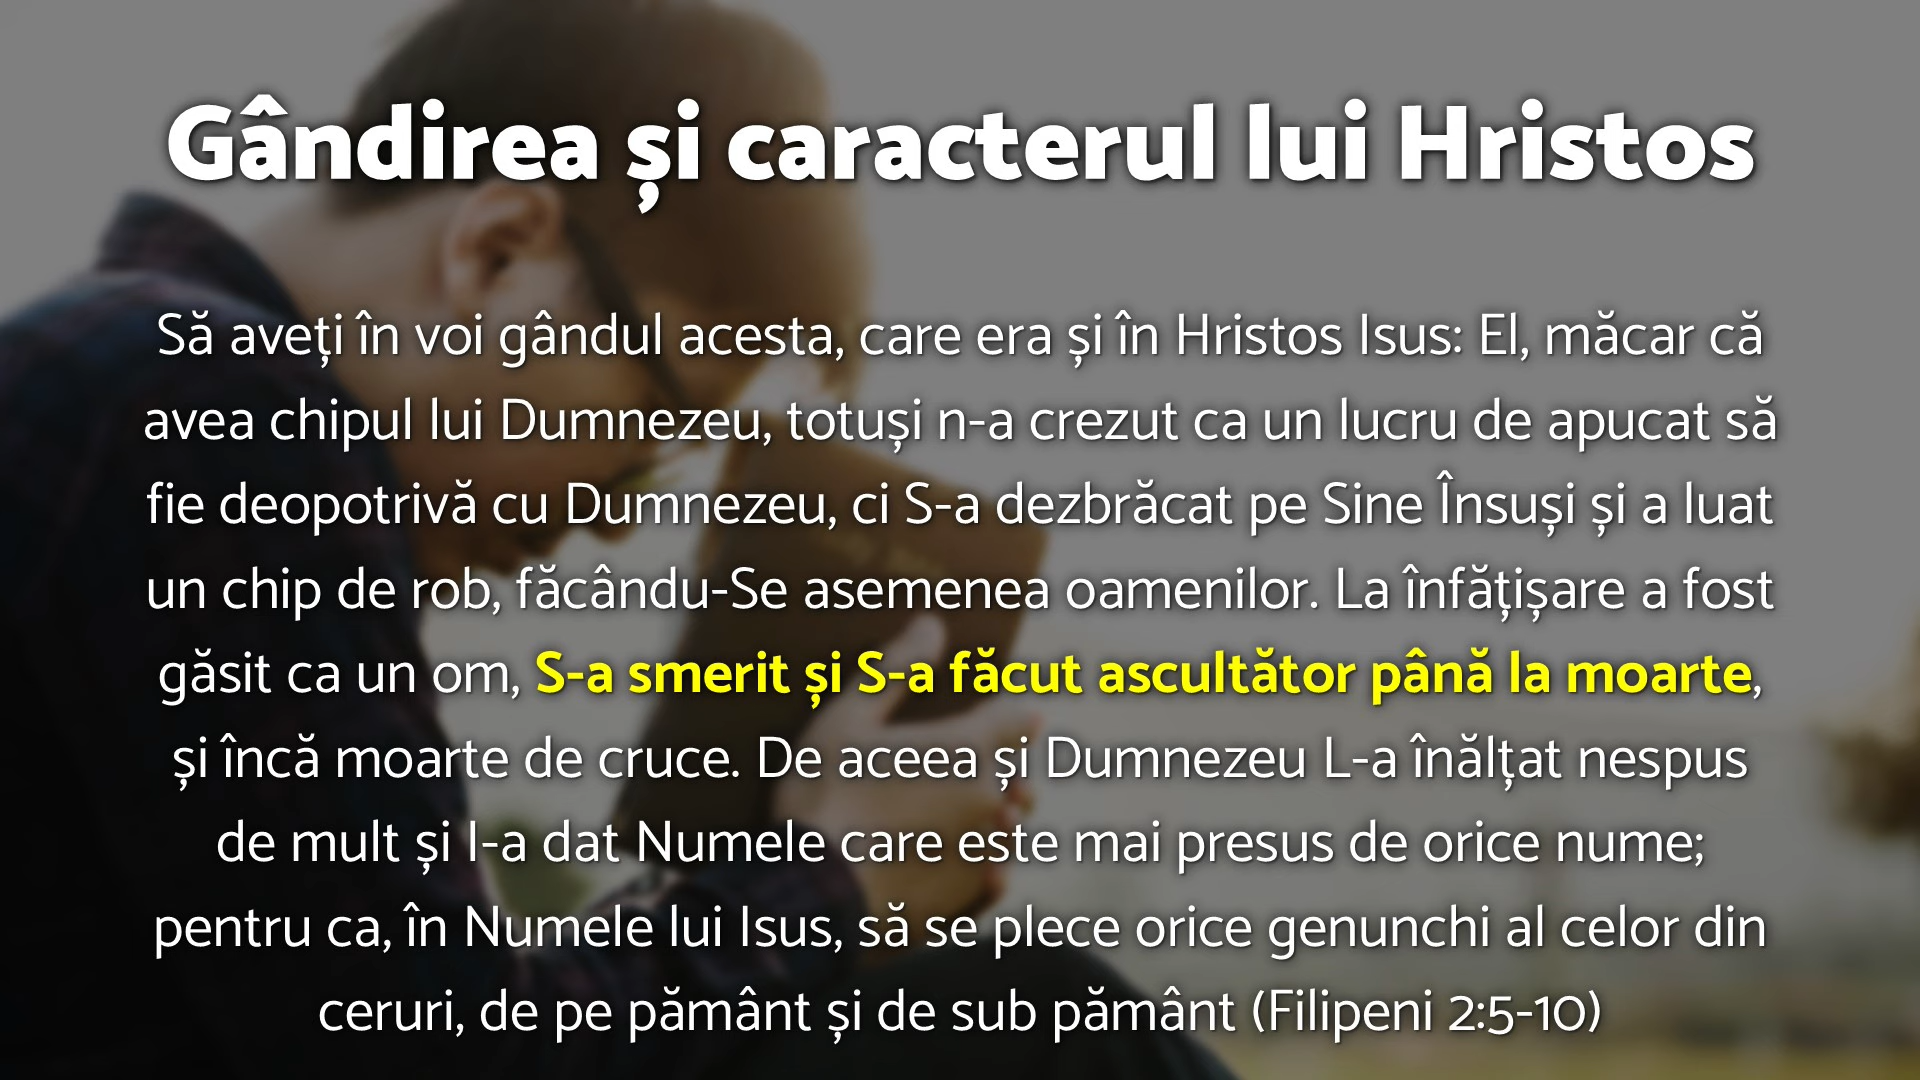 Gândirea și caracterul lui Hristos
Să aveți în voi gândul acesta, care era și în Hristos Isus: El, măcar că
avea chipul lui Dumnezeu, totuși n-a crezut ca un lucru de apucat să
fie deopotrivă cu Dumnezeu, ci S-a dezbrăcat pe Sine Însuși și a luat
un chip de rob, făcându-Se asemenea oamenilor. La înfățișare a fost
găsit ca un om, S-a smerit și S-a făcut ascultător până la moarte,
și încă moarte de cruce. De aceea și Dumnezeu L-a înălțat nespus
de mult și I-a dat Numele care este mai presus de orice nume;
pentru ca, în Numele lui Isus, să se plece orice genunchi al celor din
ceruri, de pe pământ și de sub pământ (Filipeni 2:5-10)